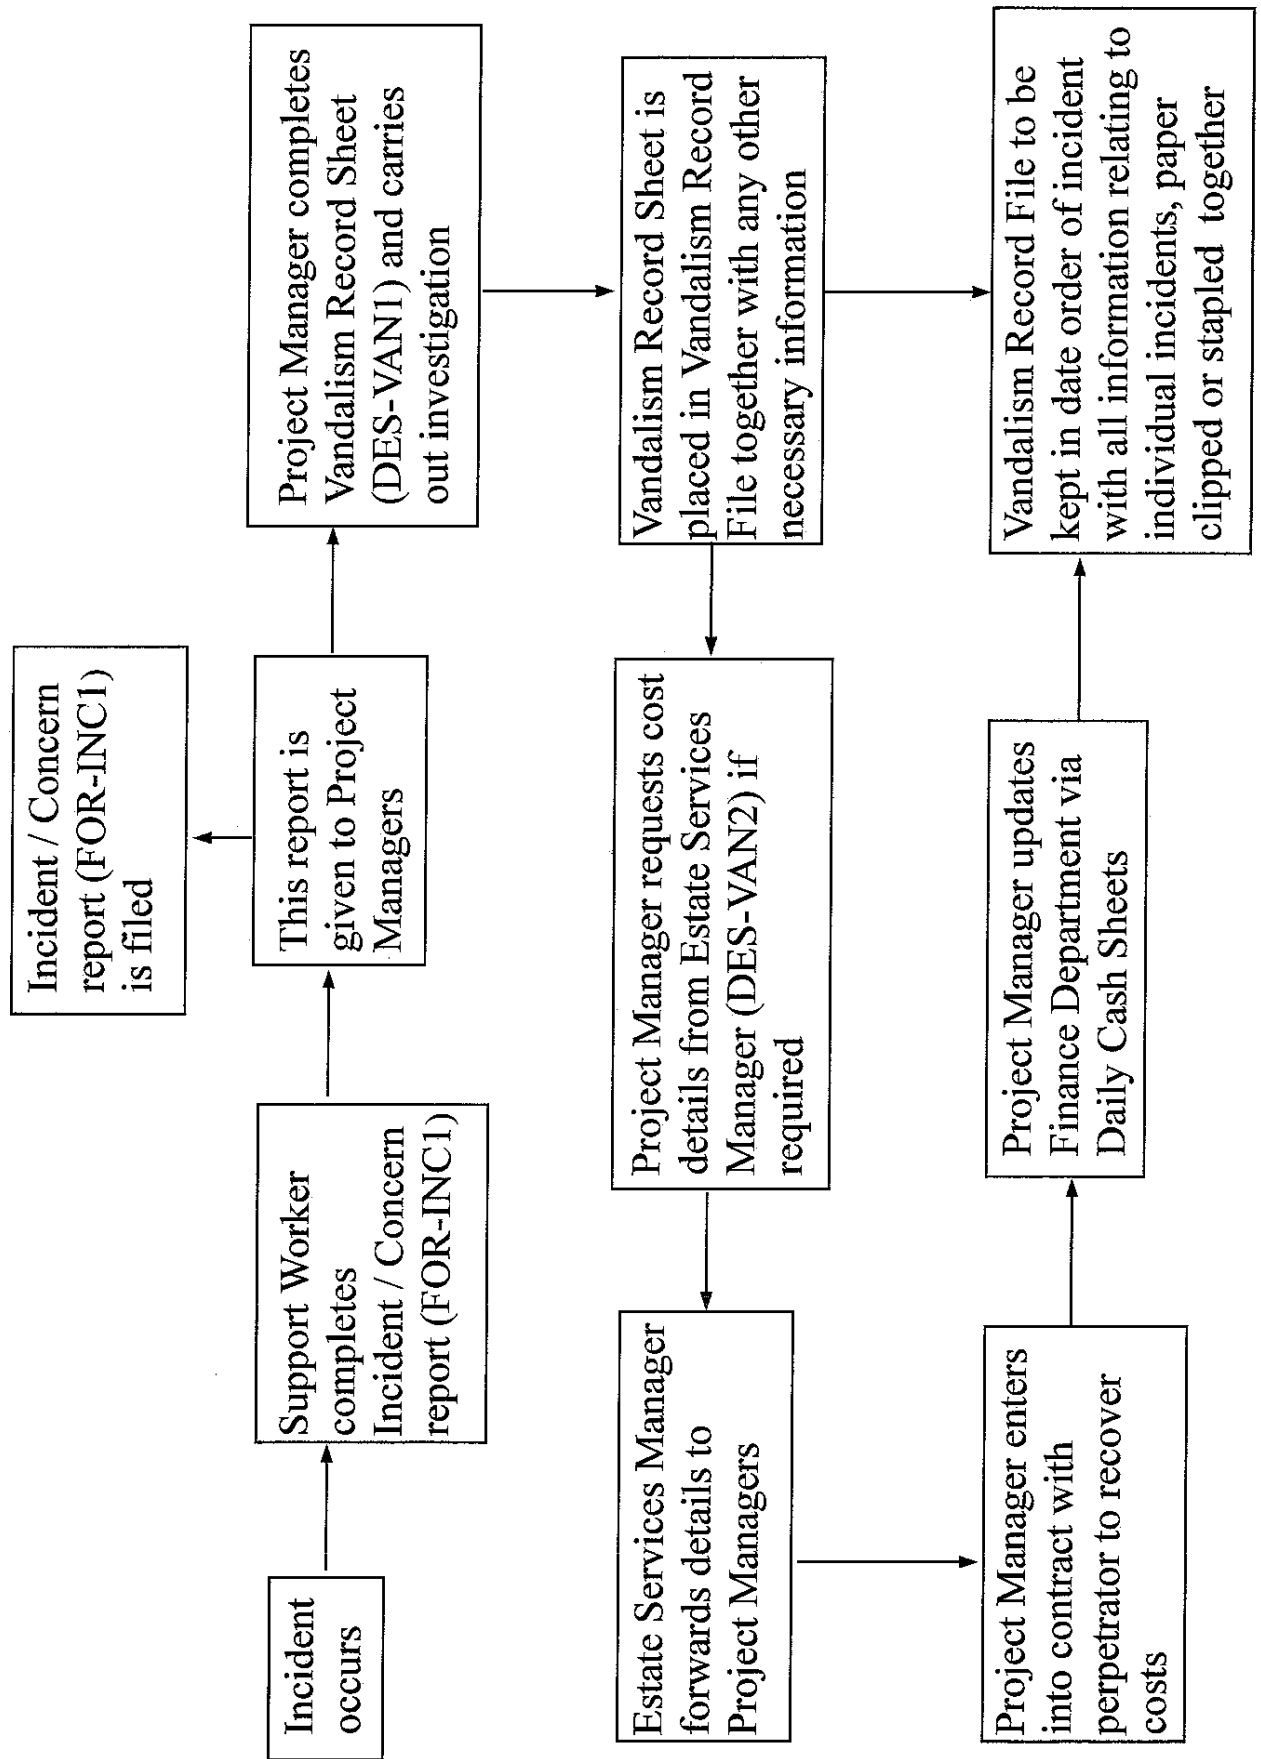 Incident
occurs
Support Worker
completes
Incident / Concern
report (FOR-INC1)
This report is
given to Project
Managers
Incident / Concern
report (FOR-INC1)
is filed
Project Manager completes
Vandalism Record Sheet
(DES-VAN1) and carries
out investigation
Vandalism Record Sheet is
placed in Vandalism Record
File together with any other
necessary information
Project Manager requests cost
details from Estate Services
Manager (DES-VAN2) if
required
Estate Services Manager
forwards details to
Project Managers
Project Manager enters
into contract with
perpetrator to recover
costs
Project Manager updates
Finance Department via
Daily Cash Sheets
Vandalism Record File to be
kept in date order of incident
with all information relating to
individual incidents, paper
clipped or stapled together